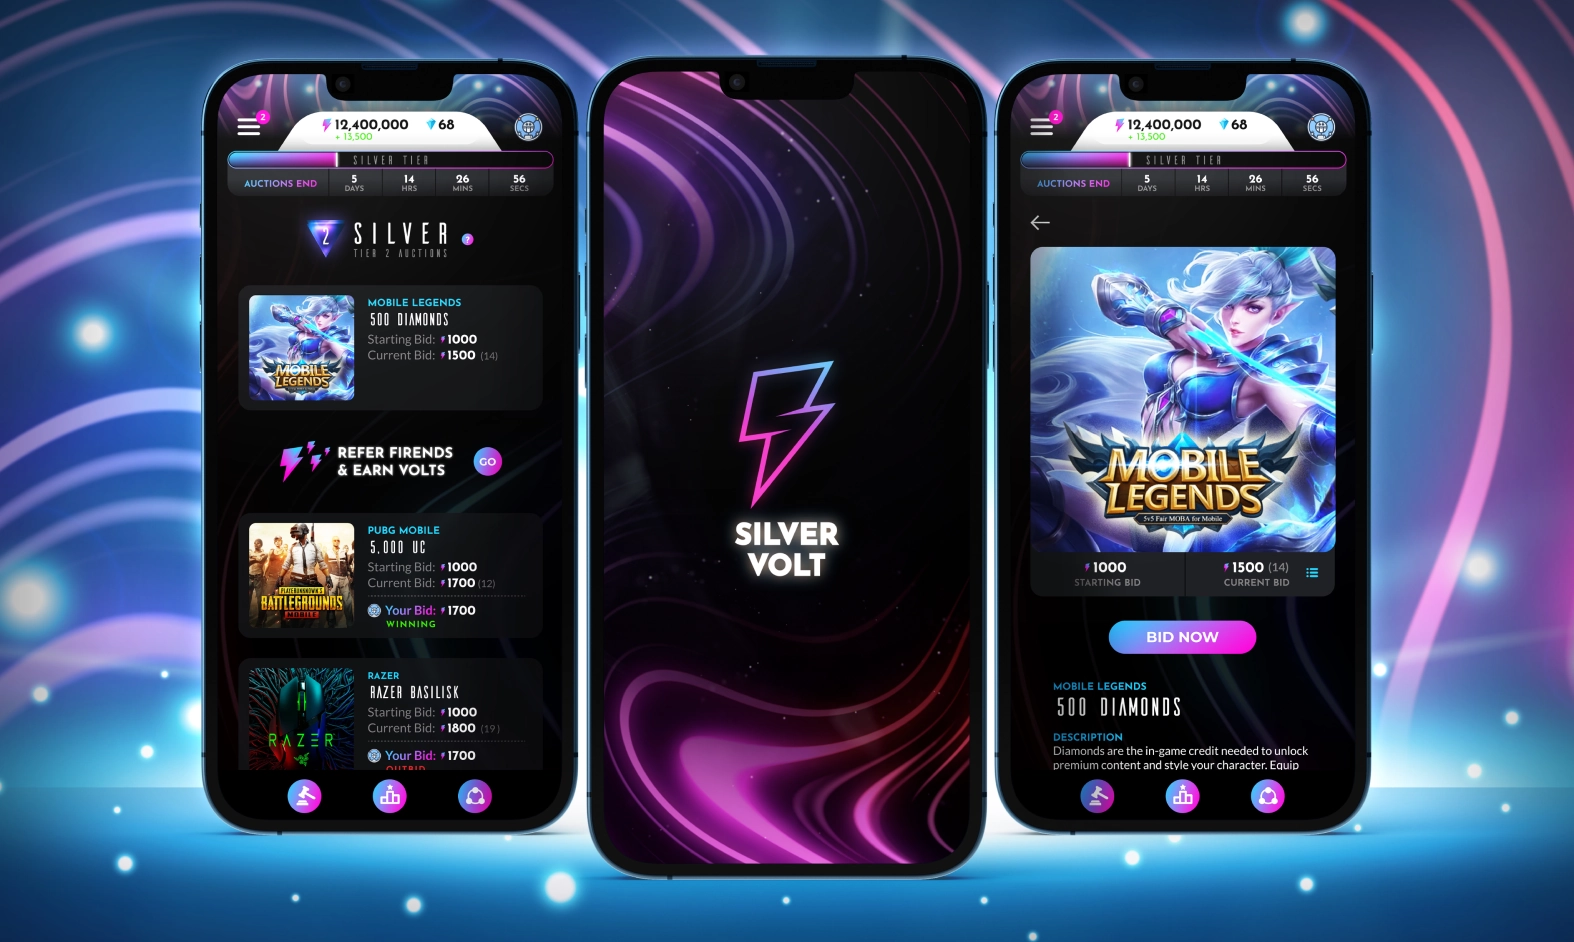 2
12,400,000
68
+ 13,500
SILVER TIER
AUCTIONS END
5 DAYS
14 HRS
26 MINS
56 SECS
2
SILVER
?
TIER 2 AUCTIONS
MOBILE LEGENDS
500 DIAMONDS
Starting Bid: 1000
Current Bid: 1500 (14)
MOBILE
LEGENDS
REFER FIRENDS
& EARN VOLTS
GO
PUBG MOBILE
5,000 UC
Starting Bid: 1000
Current Bid: 1700 (12)
PLAYERUNKNOWN'S
BATTLEGROUNDS
MOBILE
Your Bid: 1700
WINNING
RAZER
RAZER BASILISK
Starting Bid: 1000
Current Bid: 1800 (19)
RAZER
Your Bid: 1700
OUTBID
SILVER
VOLT
2
12,400,000
68
+ 13,500
SILVER TIER
AUCTIONS END
5 DAYS
14 HRS
26 MINS
56 SECS
MOBILE
LEGENDS
5v5 Fair MOBA for Mobile
1000
STARTING BID
1500 (14)
CURRENT BID
BID NOW
MOBILE LEGENDS
500 DIAMONDS
DESCRIPTION
Diamonds are the in-game credit needed to unlock
premium content and style your character. Equip